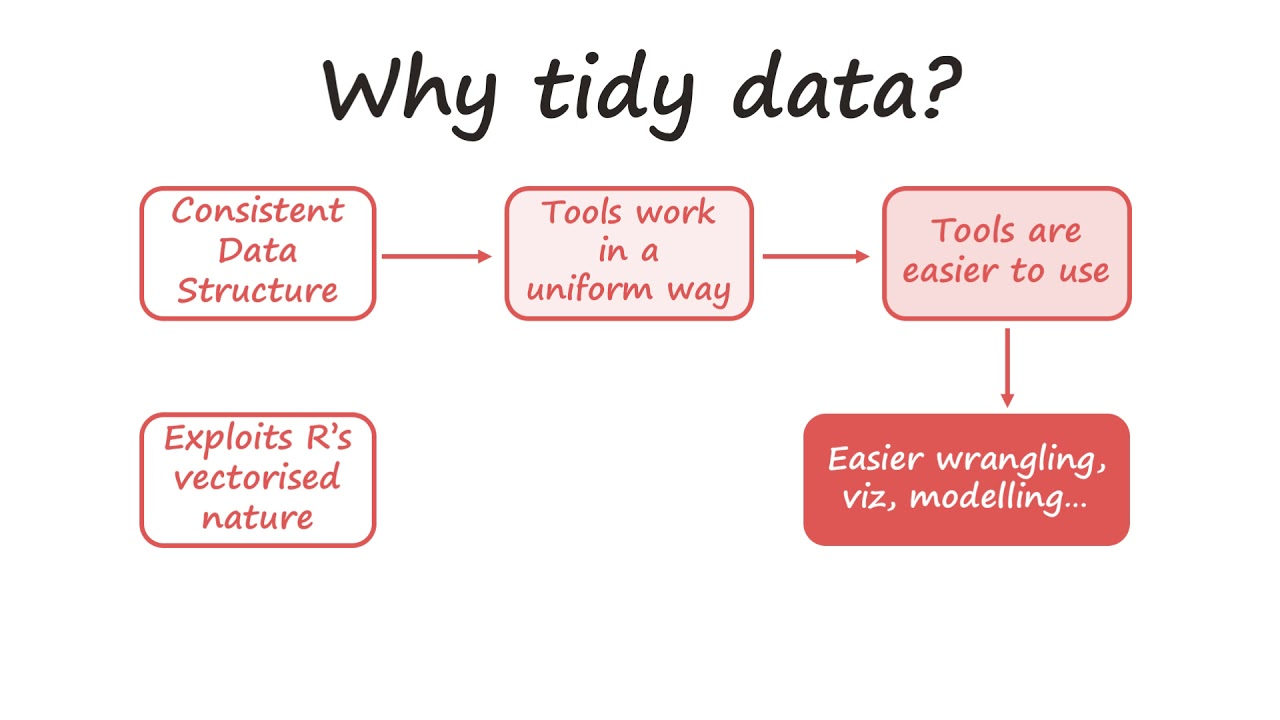 Why tidy data?
Consistent
Data
Structure
Tools work
in a
uniform way
Tools are
easier to use
Exploits R's
vectorised
nature
Easier wrangling,
viz, modelling...